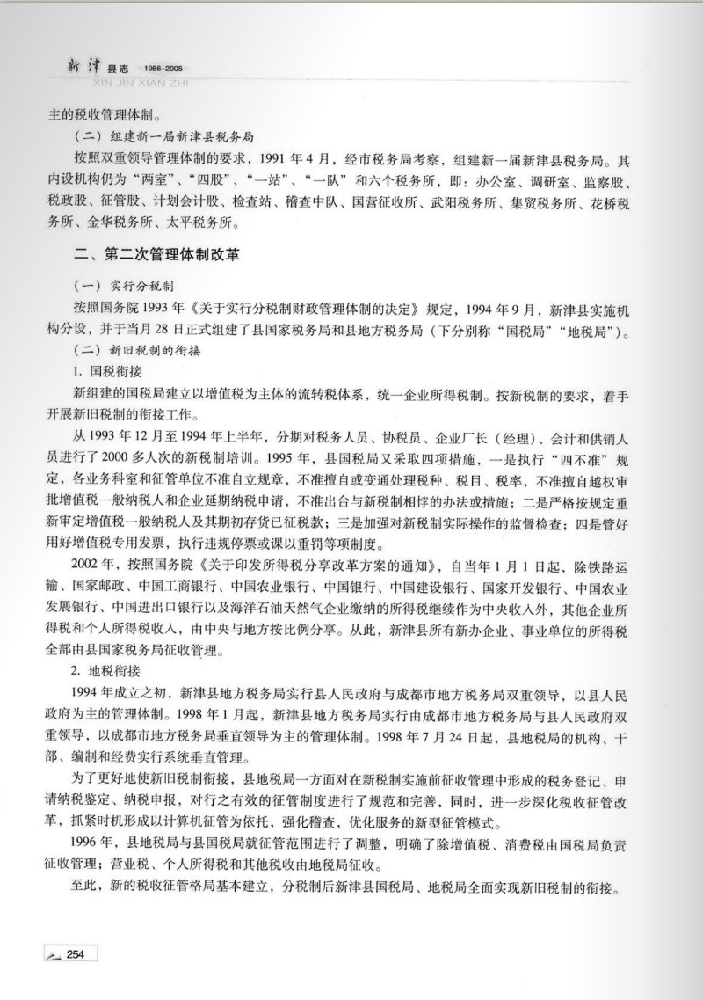 新津 县志 1986-2005
XIN JIN XIAN ZHI
主的税收管理体制。
（二）组建新一届新津县税务局
按照双重领导管理体制的要求，1991 年 4 月，经市税务局考察，组建新一届新津县税务局。其
内设机构仍为“两室”、“四股”、“一站”、“一队”和六个税务所，即：办公室、调研室、监察股、
税政股、征管股、计划会计股、检查站、稽查中队、国营征收所、武阳税务所、集贸税务所、花桥税
务所、金华税务所、太平税务所。
二、第二次管理体制改革
（一）实行分税制
按照国务院 1993 年《关于实行分税制财政管理体制的决定》规定，1994 年 9 月，新津县实施机
构分设，并于当月 28 日正式组建了县国家税务局和县地方税务局（下分别称“国税局”“地税局”）。
（二）新旧税制的衔接
1. 国税衔接
新组建的国税局建立以增值税为主体的流转税体系，统一企业所得税制。按新税制的要求，着手
开展新旧税制的衔接工作。
从 1993 年 12 月至 1994 年上半年，分期对税务人员、协税员、企业厂长（经理）、会计和供销人
员进行了 2000 多人次的新税制培训。1995 年，县国税局又采取四项措施，一是执行“四不准”规
定，各业务科室和征管单位不准自立规章，不准擅自或变通处理税种、税目、税率，不准擅自越权审
批增值税一般纳税人和企业延期纳税申请，不准出台与新税制相悖的办法或措施；二是严格按规定重
新审定增值税一般纳税人及其期初存货已征税款；三是加强对新税制实际操作的监督检查；四是管好
用好增值税专用发票，执行违规停票或课以重罚等项制度。
2002 年，按照国务院《关于印发所得税分享改革方案的通知》，自当年 1 月 1 日起，除铁路运
输、国家邮政、中国工商银行、中国农业银行、中国银行、中国建设银行、国家开发银行、中国农业
发展银行、中国进出口银行以及海洋石油天然气企业缴纳的所得税继续作为中央收入外，其他企业所
得税和个人所得税收入，由中央与地方按比例分享。从此，新津县所有新办企业、事业单位的所得税
全部由县国家税务局征收管理。
2. 地税衔接
1994 年成立之初，新津县地方税务局实行县人民政府与成都市地方税务局双重领导，以县人民
政府为主的管理体制。1998 年 1 月起，新津县地方税务局实行由成都市地方税务局与县人民政府双
重领导，以成都市地方税务局垂直领导为主的管理体制。1998 年 7 月 24 日起，县地税局的机构、干
部、编制和经费实行系统垂直管理。
为了更好地使新旧税制衔接，县地税局一方面对在新税制实施前征收管理中形成的税务登记、申
请纳税鉴定、纳税申报，对行之有效的征管制度进行了规范和完善，同时，进一步深化税收征管改
革，抓紧时机形成以计算机征管为依托，强化稽查，优化服务的新型征管模式。
1996 年，县地税局与县国税局就征管范围进行了调整，明确了除增值税、消费税由国税局负责
征收管理；营业税、个人所得税和其他税收由地税局征收。
至此，新的税收征管格局基本建立，分税制后新津县国税局、地税局全面实现新旧税制的衔接。
254